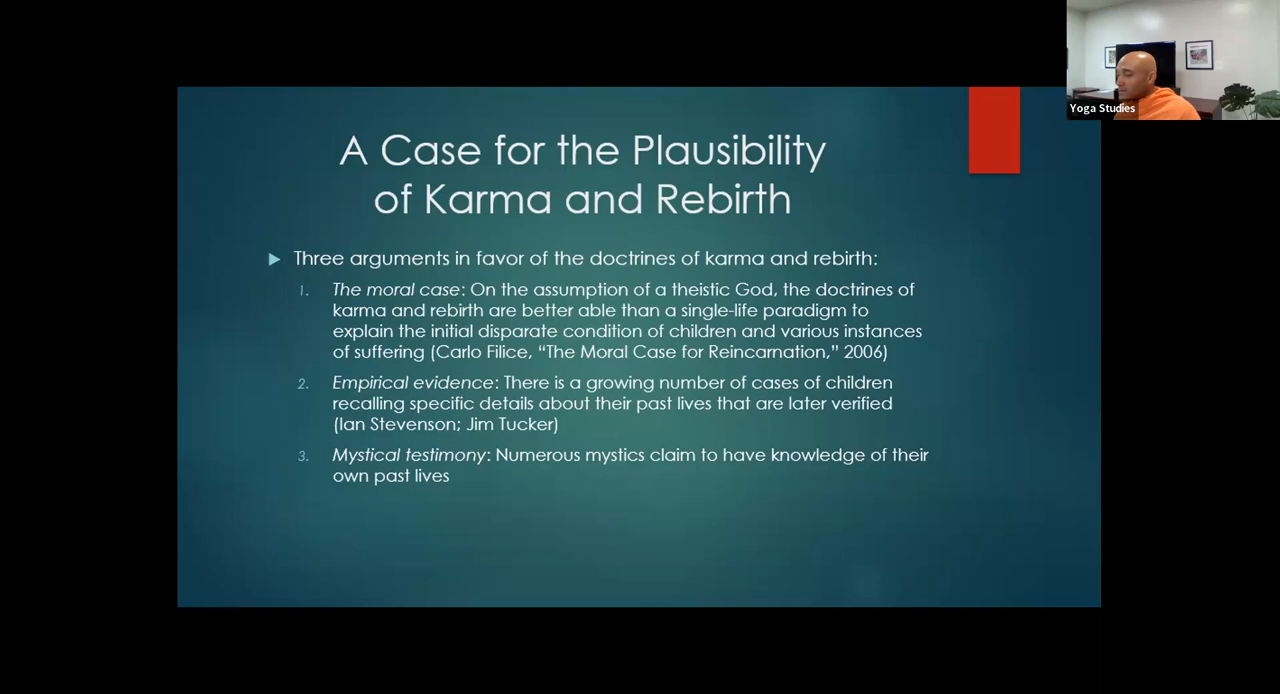 A Case for the Plausibility
of Karma and Rebirth
Three arguments in favor of the doctrines of karma and rebirth:
1. The moral case: On the assumption of a theistic God, the doctrines of
karma and rebirth are better able than a single-life paradigm to
explain the initial disparate condition of children and various instances
of suffering (Carlo Filice, “The Moral Case for Reincarnation,” 2006)
2. Empirical evidence: There is a growing number of cases of children
recalling specific details about their past lives that are later verified
(Ian Stevenson; Jim Tucker)
3. Mystical testimony: Numerous mystics claim to have knowledge of their
own past lives
Yoga Studies